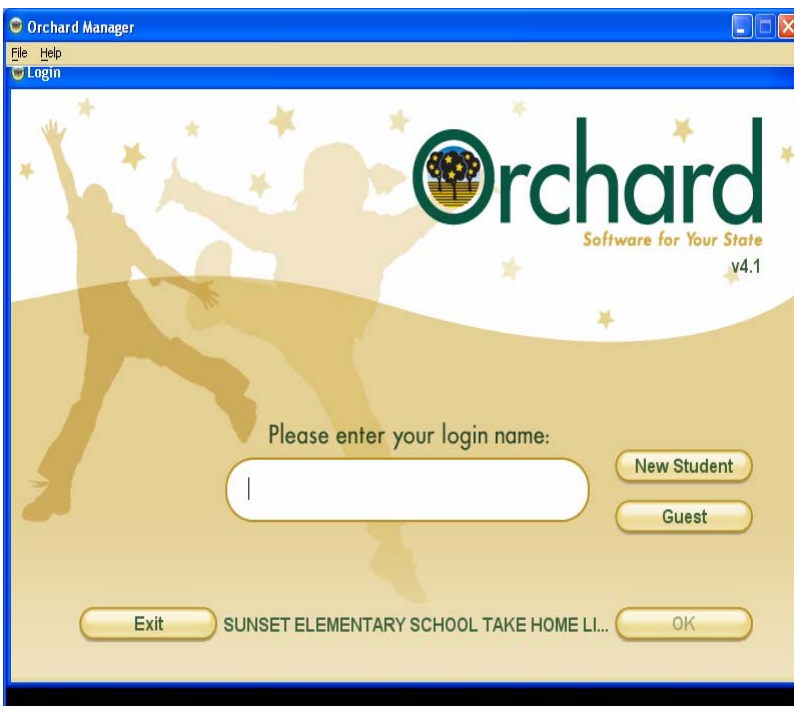 Orchard Manager
File Help
Login
Orchard
Software for Your State
v4.1
Please enter your login name:
New Student
Guest
Exit
SUNSET ELEMENTARY SCHOOL TAKE HOME LI...
OK